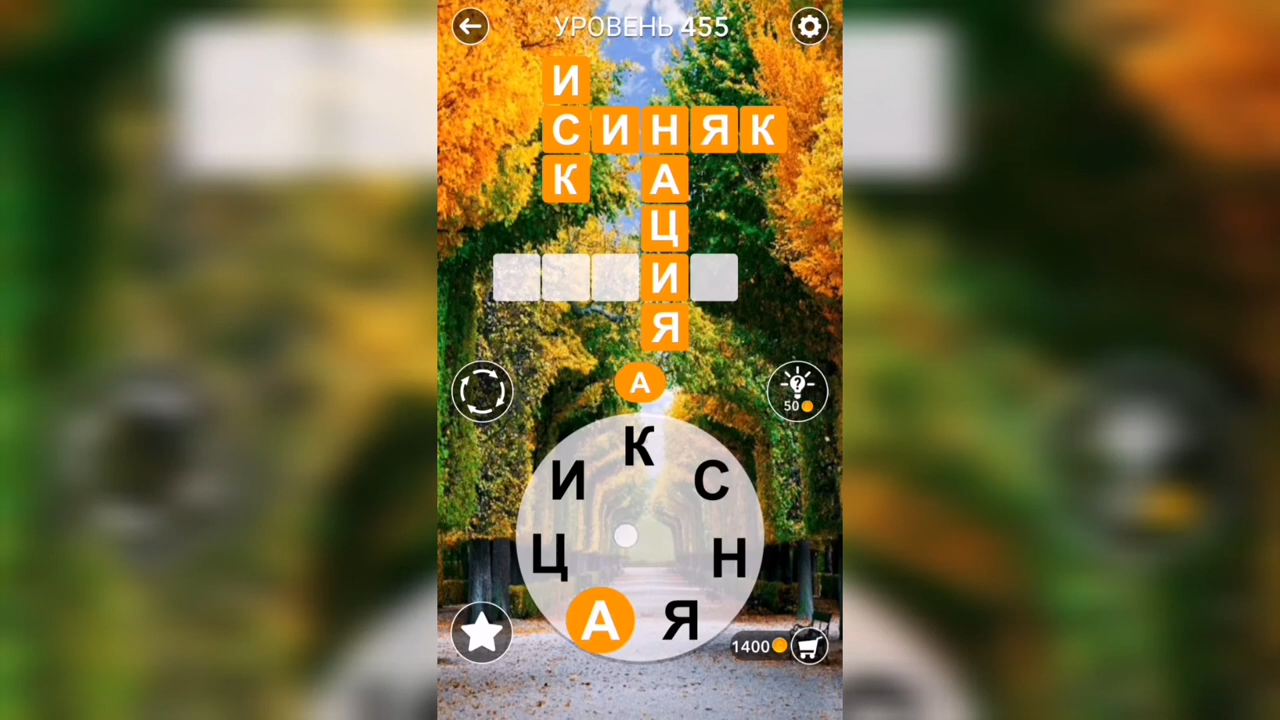 УРОВЕНЬ 455
И
СИНЯК
К А
Ц
И
Я
А
50
К
И С
Ц Н
А Я
1400